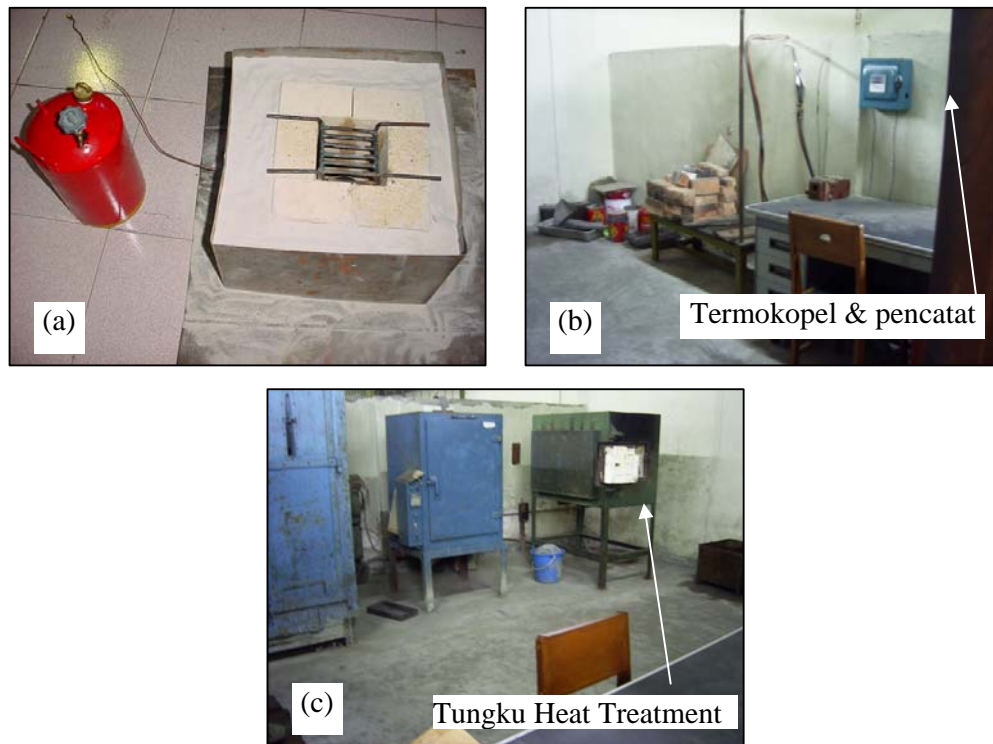 (a)
(b)
Termokopel & pencatat
(c)
Tungku Heat Treatment